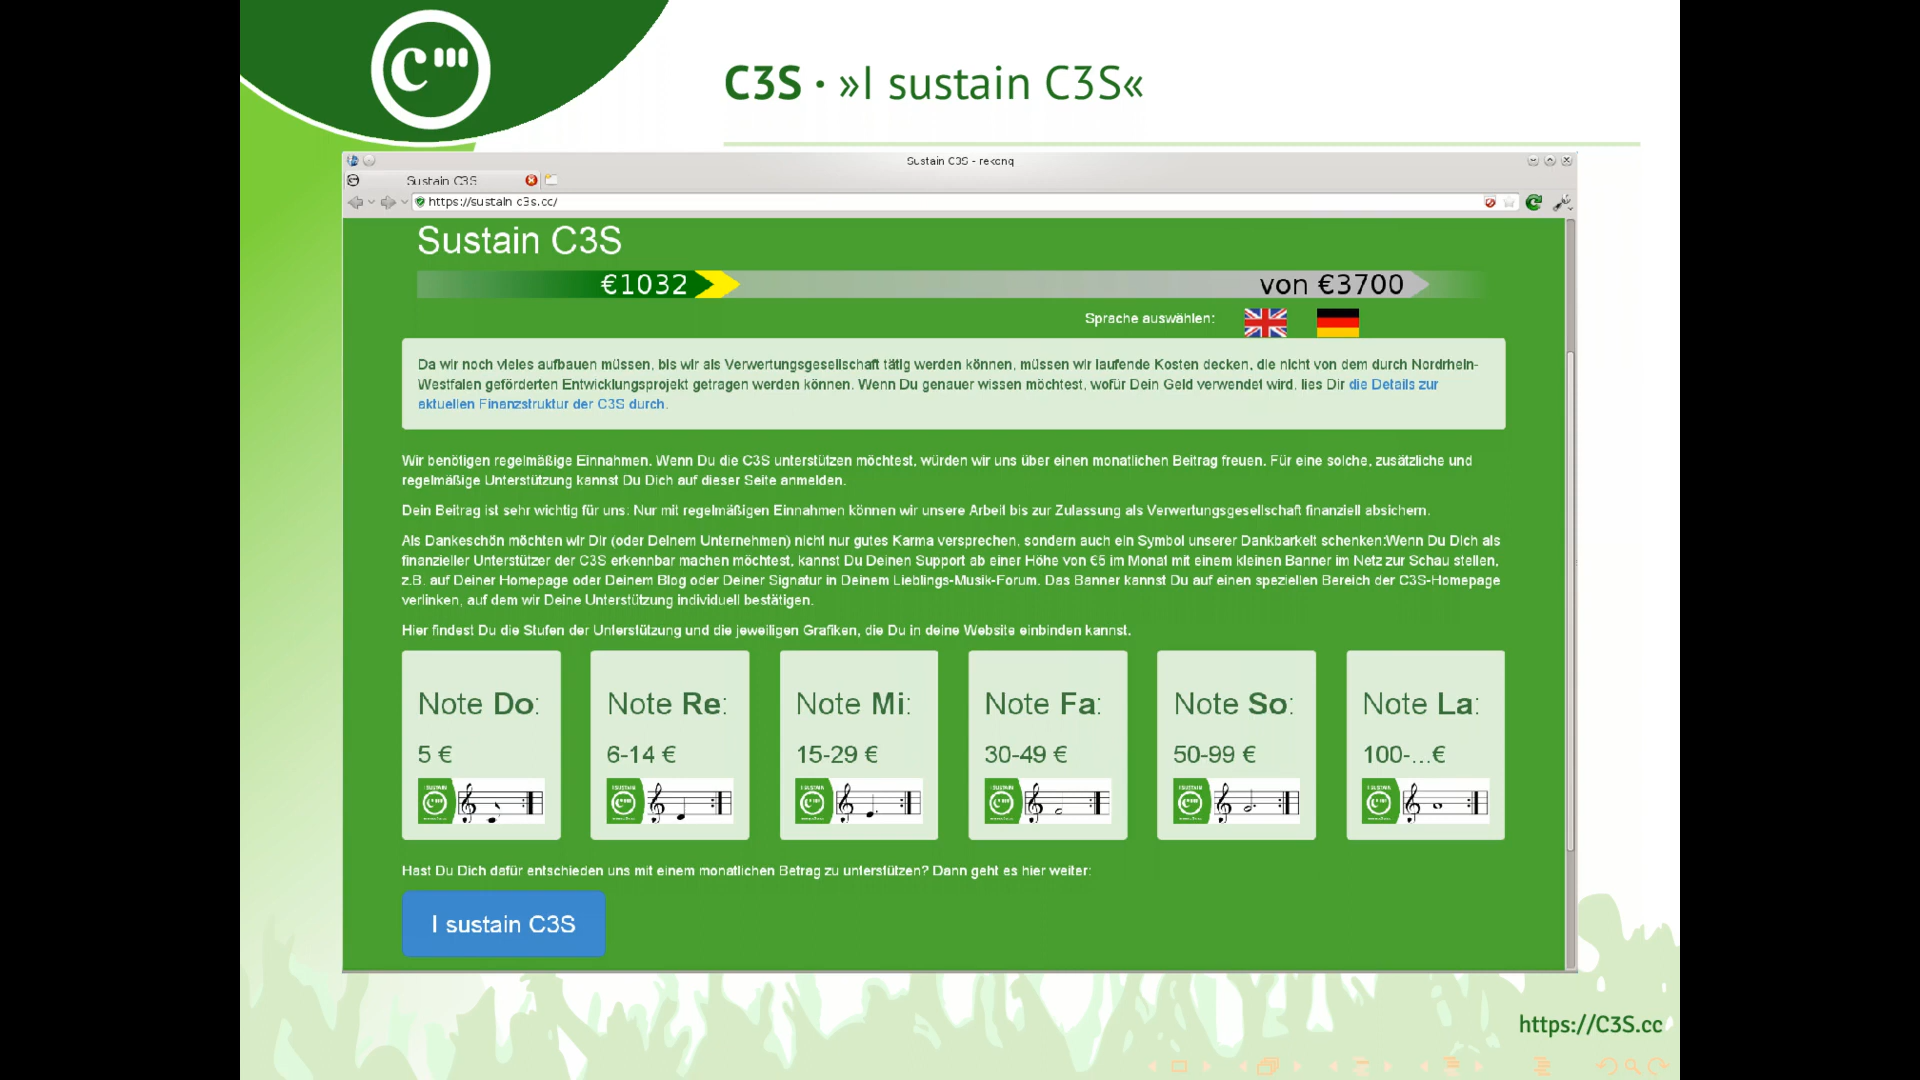 C3S · »I sustain C3S«
Sustain C3S - rekonq
Sustain C3S
https://sustain.c3s.cc/
Sustain C3S
€1032
von €3700
Sprache auswählen:
Da wir noch vieles aufbauen müssen, bis wir als Verwertungsgesellschaft tätig werden können, müssen wir laufende Kosten decken, die nicht von dem durch Nordrhein-
Westfalen geförderten Entwicklungsprojekt getragen werden können. Wenn Du genauer wissen möchtest, wofür Dein Geld verwendet wird, lies Dir die Details zur
aktuellen Finanzstruktur der C3S durch.
Wir benötigen regelmäßige Einnahmen. Wenn Du die C3S unterstützen möchtest, würden wir uns über einen monatlichen Beitrag freuen. Für eine solche, zusätzliche und
regelmäßige Unterstützung kannst Du Dich auf dieser Seite anmelden.
Dein Beitrag ist sehr wichtig für uns: Nur mit regelmäßigen Einnahmen können wir unsere Arbeit bis zur Zulassung als Verwertungsgesellschaft finanziell absichern.
Als Dankeschön möchten wir Dir (oder Deinem Unternehmen) nicht nur gutes Karma versprechen, sondern auch ein Symbol unserer Dankbarkeit schenken:Wenn Du Dich als
finanzieller Unterstützer der C3S erkennbar machen möchtest, kannst Du Deinen Support ab einer Höhe von €5 im Monat mit einem kleinen Banner im Netz zur Schau stellen,
z.B. auf Deiner Homepage oder Deinem Blog oder Deiner Signatur in Deinem Lieblings-Musik-Forum. Das Banner kannst Du auf einen speziellen Bereich der C3S-Homepage
verlinken, auf dem wir Deine Unterstützung individuell bestätigen.
Hier findest Du die Stufen der Unterstützung und die jeweiligen Grafiken, die Du in deine Website einbinden kannst.
Note Do:
5 €
Note Re:
6-14 €
Note Mi:
15-29 €
Note Fa:
30-49 €
Note So:
50-99 €
Note La:
100-...€
Hast Du Dich dafür entschieden uns mit einem monatlichen Betrag zu unterstützen? Dann geht es hier weiter:
I sustain C3S
https://C3S.cc